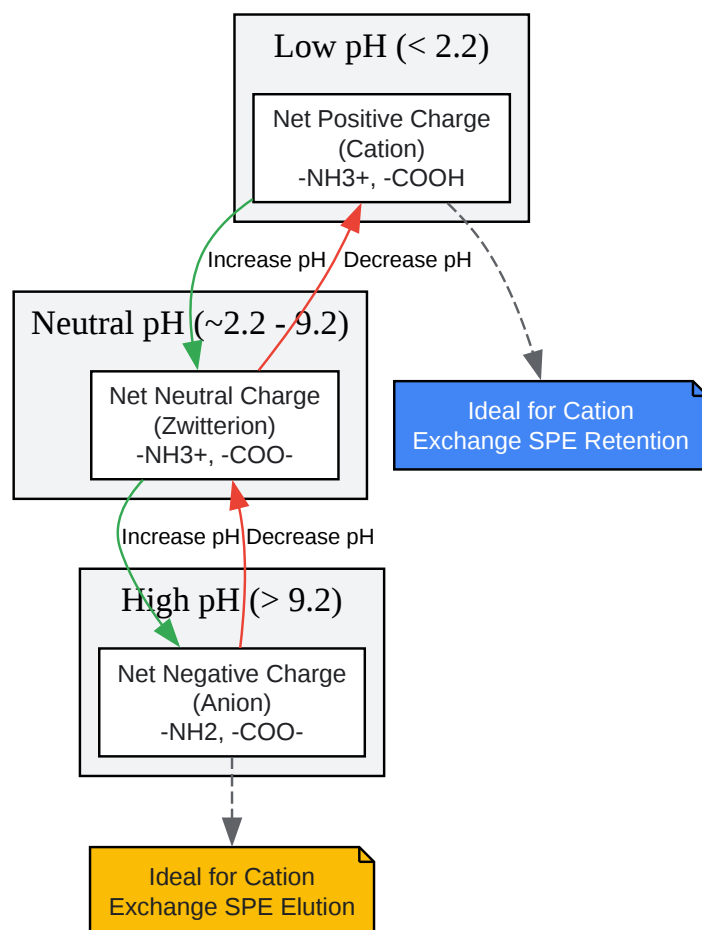 Low pH (< 2.2)
Net Positive Charge
(Cation)
-NH3+, -COOH
Increase pH
Decrease pH
Neutral pH (~2.2 - 9.2)
Net Neutral Charge
(Zwitterion)
-NH3+, -COO-
Ideal for Cation
Exchange SPE Retention
Increase pH
Decrease pH
High pH (> 9.2)
Net Negative Charge
(Anion)
-NH2, -COO-
Ideal for Cation
Exchange SPE Elution